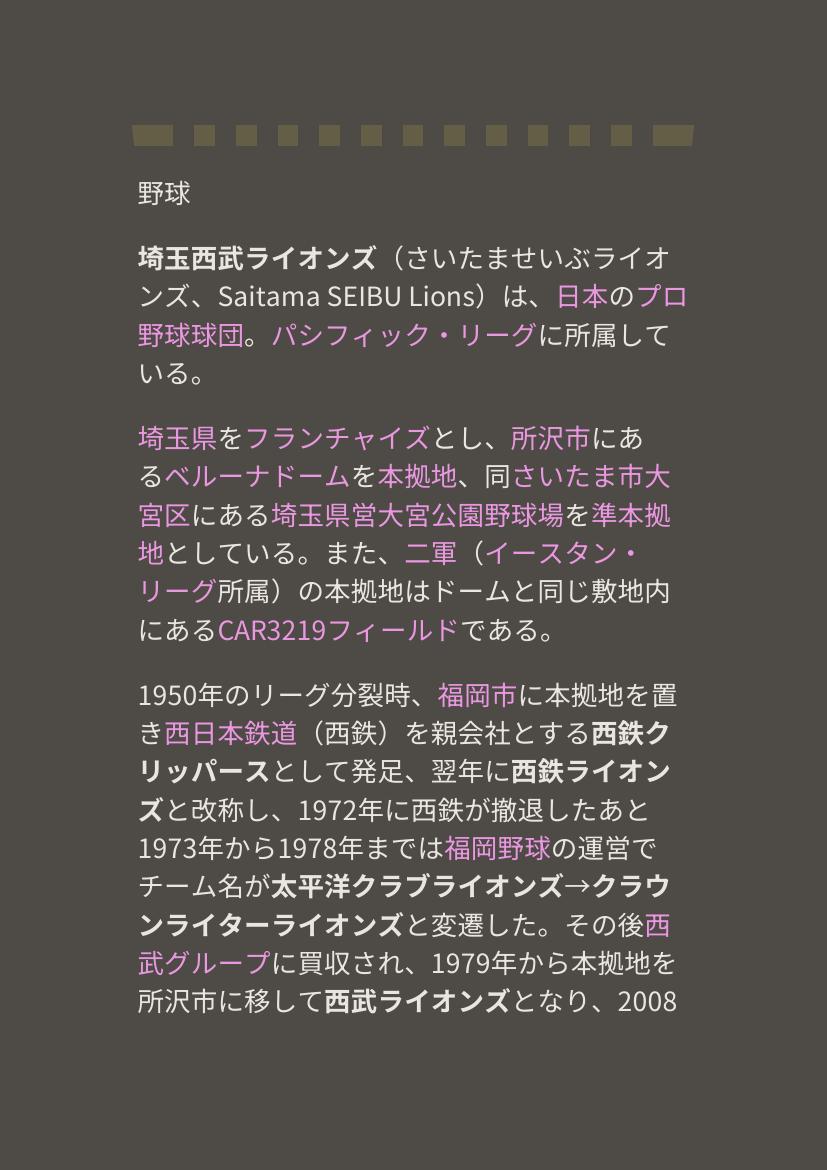 野球
埼玉西武ライオンズ（さいたませいぶライオ
ンズ、Saitama SEIBU Lions）は、日本のプロ
野球球団。パシフィック・リーグに所属して
いる。
埼玉県をフランチャイズとし、所沢市にあ
るベルーナドームを本拠地、同さいたま市大
宮区にある埼玉県営大宮公園野球場を準本拠
地としている。また、二軍（イースタン・
リーグ所属）の本拠地はドームと同じ敷地内
にあるCAR3219フィールドである。
1950年のリーグ分裂時、福岡市に本拠地を置
き西日本鉄道（西鉄）を親会社とする西鉄ク
リッパースとして発足、翌年に西鉄ライオン
ズと改称し、1972年に西鉄が撤退したあと
1973年から1978年までは福岡野球の運営で
チーム名が太平洋クラブライオンズ→クラウ
ンライターライオンズと変遷した。その後西
武グループに買収され、1979年から本拠地を
所沢市に移して西武ライオンズとなり、2008